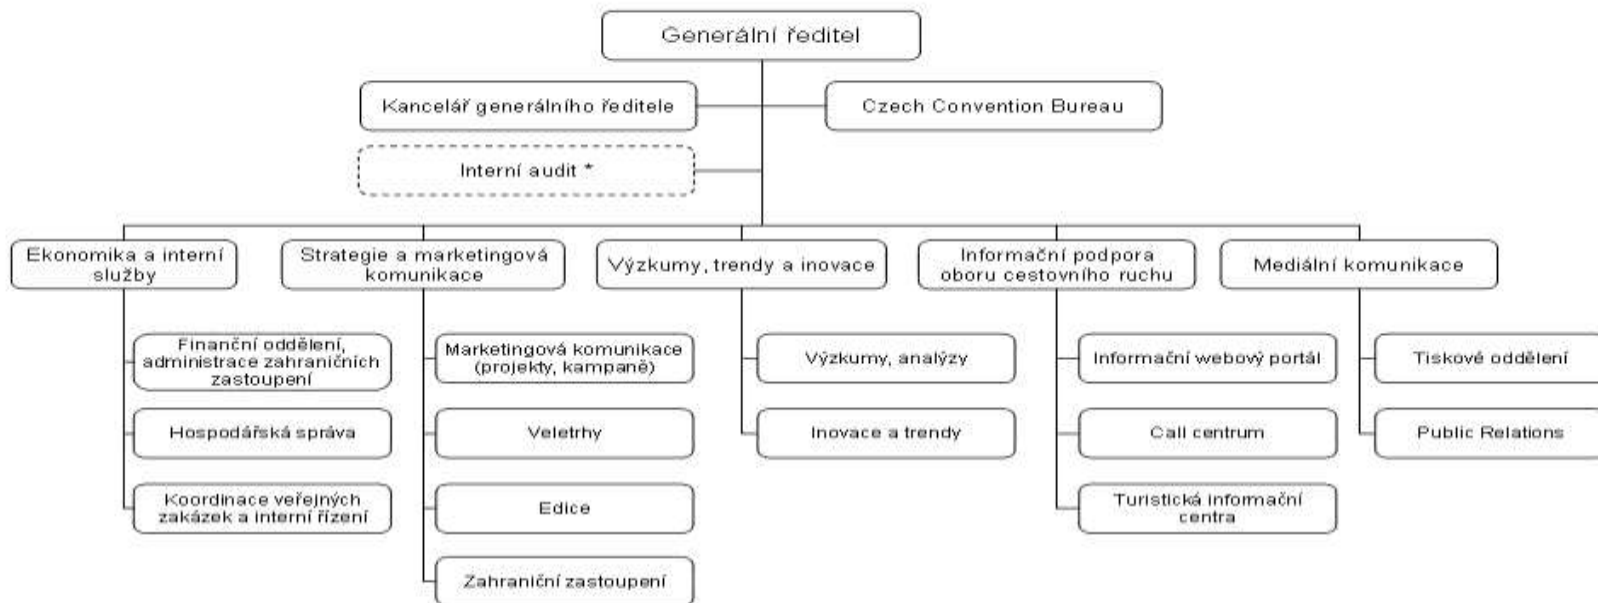 Generální ředitel
Kancelář generálního ředitele
Czech Convention Bureau
Interní audit *
Ekonomika a interní
služby
Strategie a marketingová
komunikace
Výzkumy, trendy a inovace
Informační podpora
oboru cestovního ruchu
Mediální komunikace
Finanční oddělení,
administrace zahraničních
zastoupení
Marketingová komunikace
(projekty, kampaně)
Výzkumy, analýzy
Informační webový portál
Tiskové oddělení
Hospodářská správa
Veletrhy
Inovace a trendy
Call centrum
Public Relations
Koordinace veřejných
zakázek a interní řízení
Edice
Turistická informační
centra
Zahraniční zastoupení